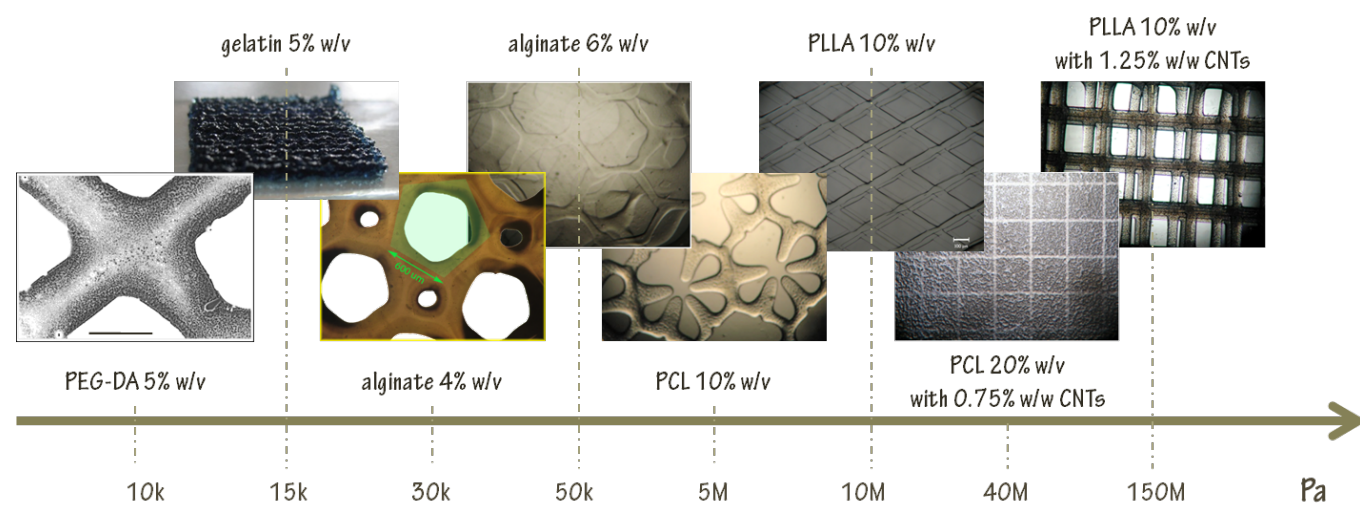 PLLA 10% w/v
with 1.25% w/w CNTs
gelatin 5% w/v
alginate 6% w/v
PLLA 10% w/v
600 um
PEG-DA 5% w/v
alginate 4% w/v
PCL 10% w/v
PCL 20% w/v
with 0.75% w/w CNTs
10k
15k
30k
50k
5M
10M
40M
150M
Pa